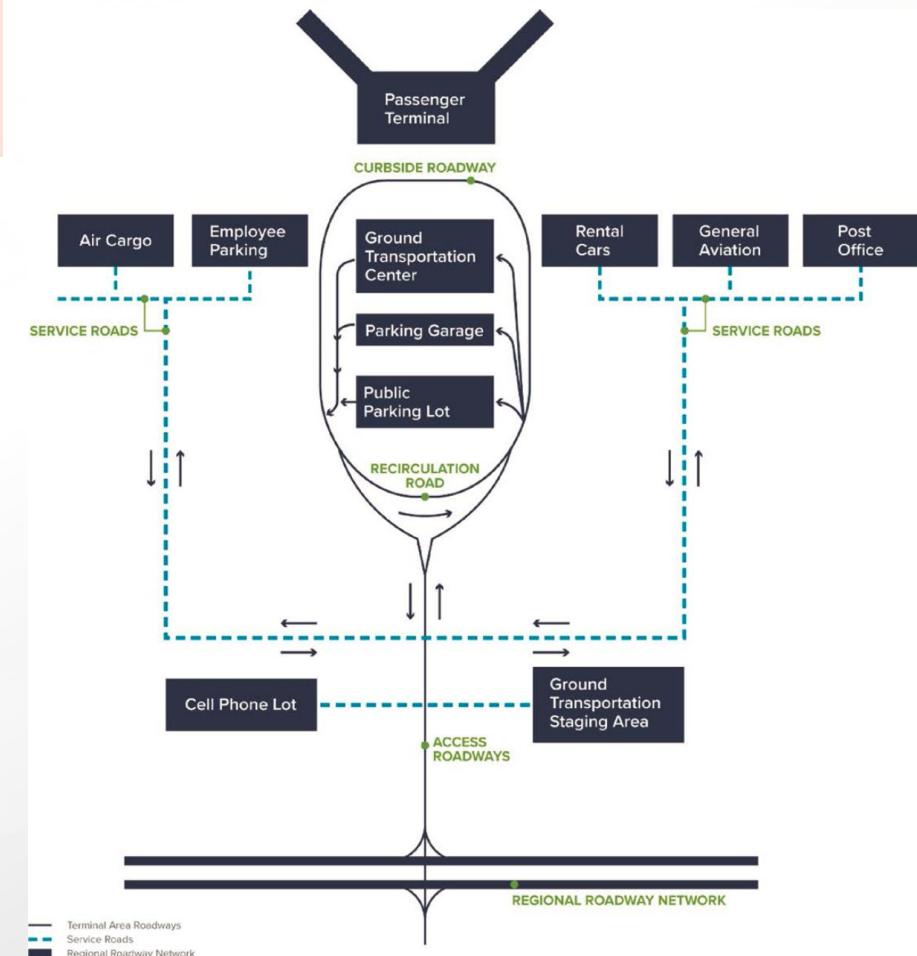 Passenger
Terminal
CURBSIDE ROADWAY
Air Cargo
Employee
Parking
Ground
Transportation
Center
Rental
Cars
General
Aviation
Post
Office
SERVICE ROADS
Parking Garage
SERVICE ROADS
Public
Parking Lot
RECIRCULATION
ROAD
Cell Phone Lot
Ground
Transportation
Staging Area
ACCESS
ROADWAYS
REGIONAL ROADWAY NETWORK
Terminal Area Roadways
Service Roads
Regional Roadway Network